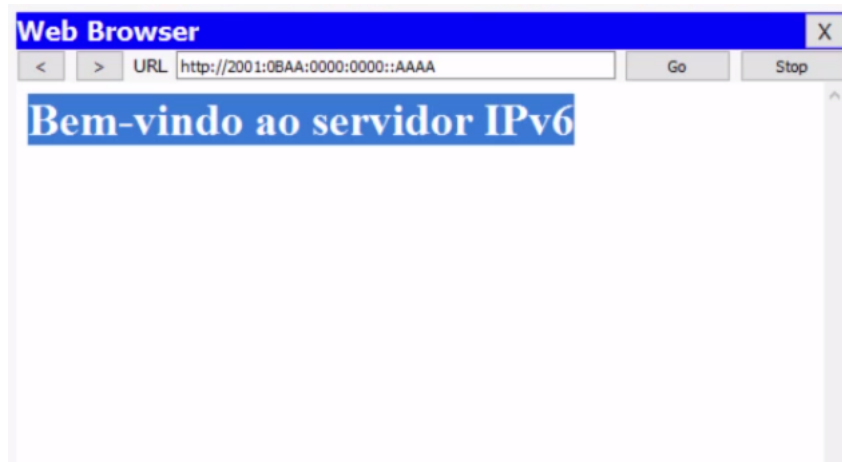 Web Browser X
< > URL http://2001:0BAA:0000:0000::AAAA Go Stop
Bem-vindo ao servidor IPv6